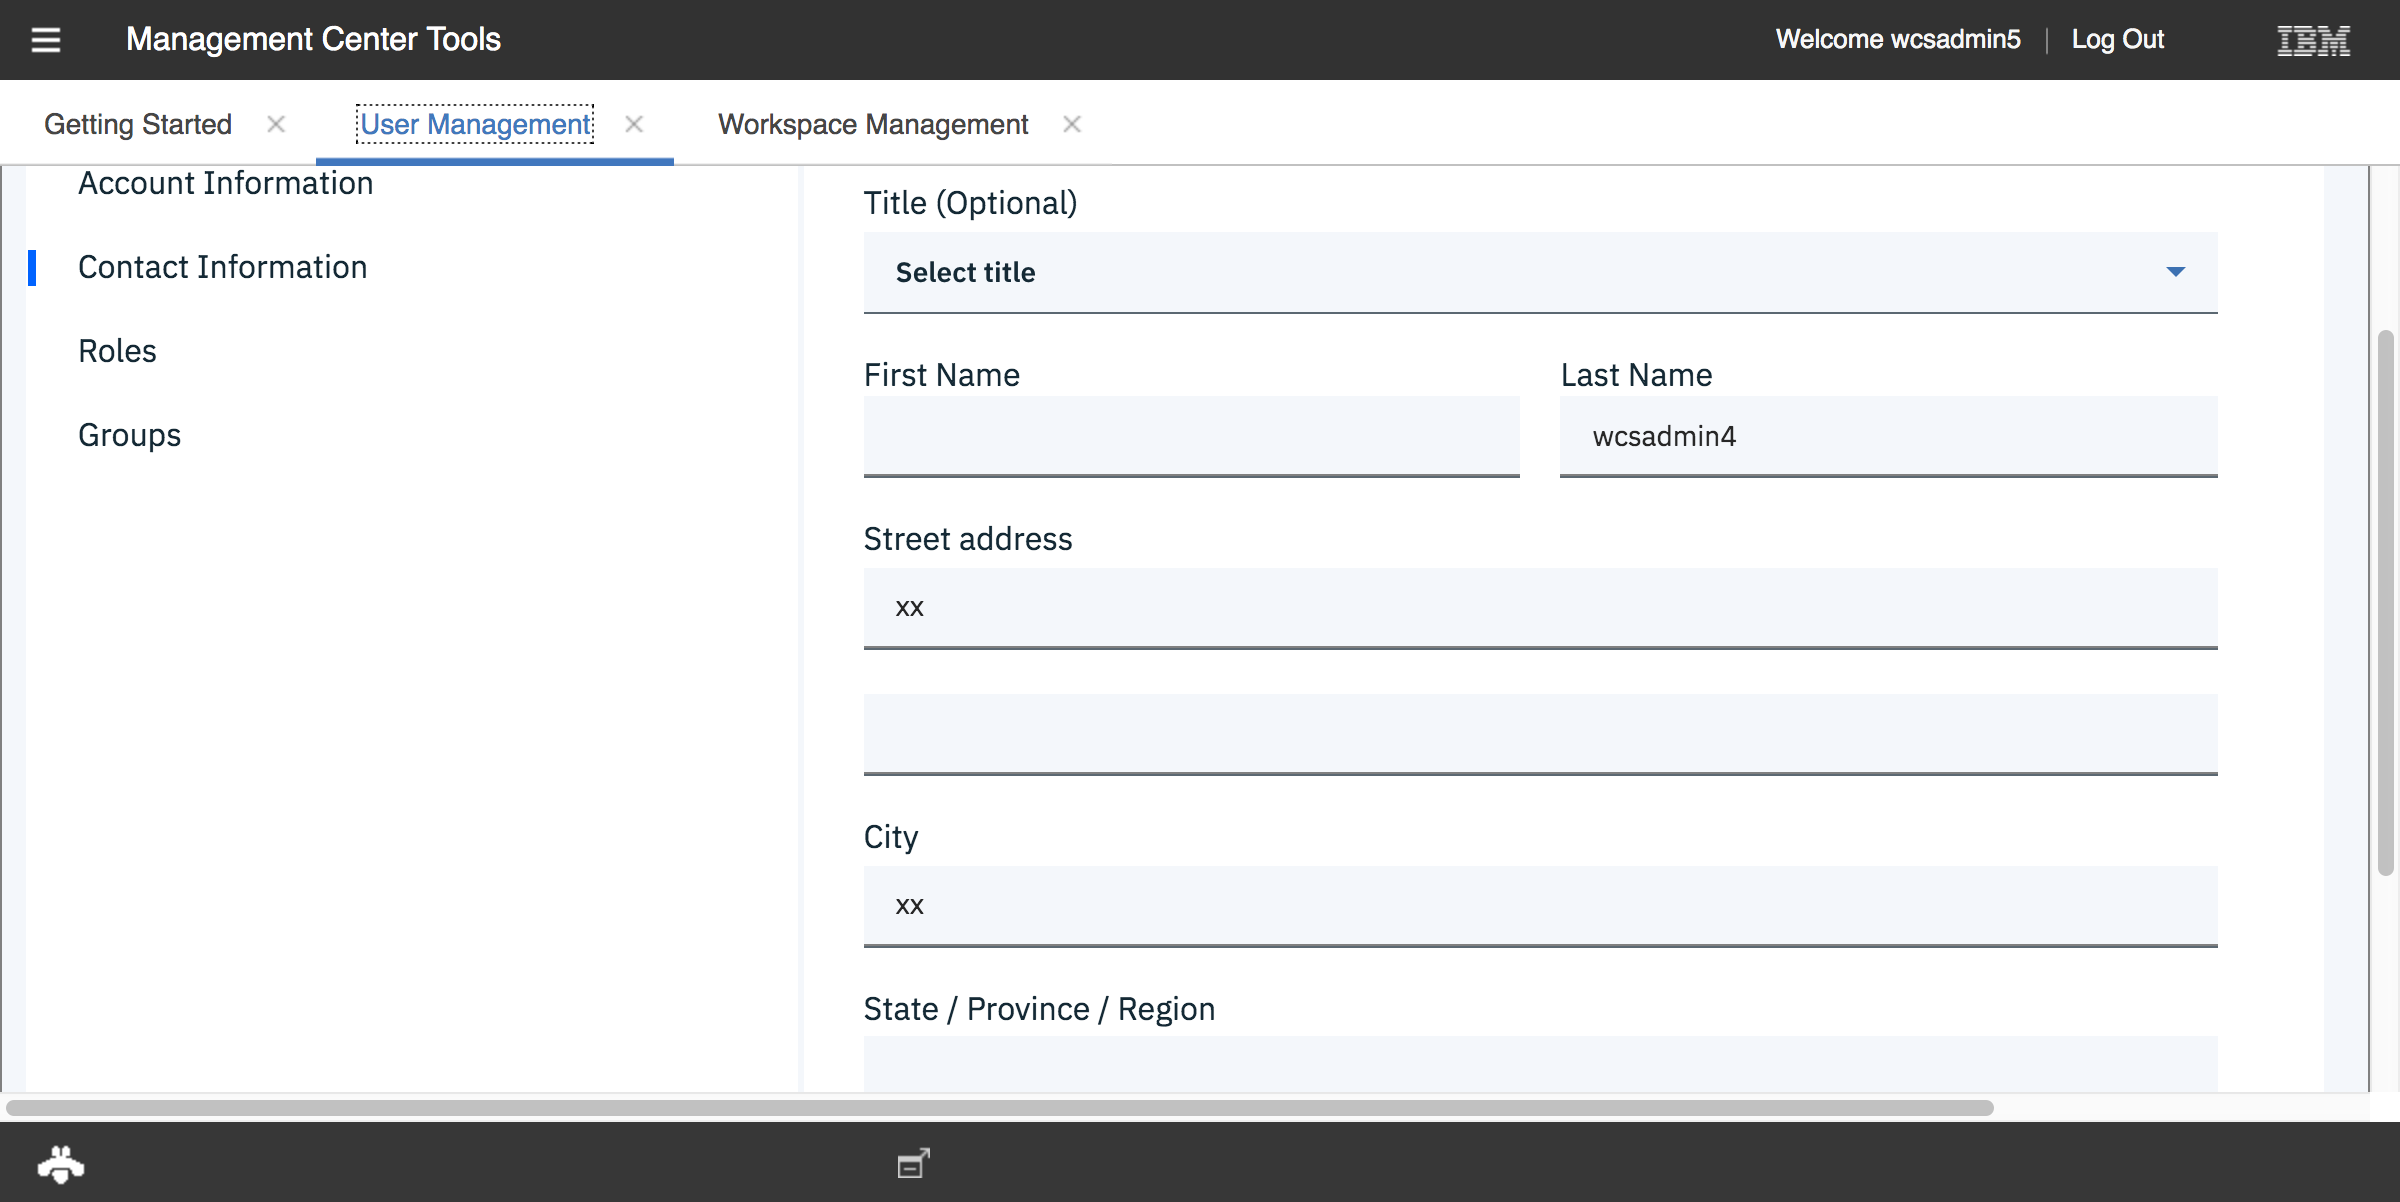 Management Center Tools
Welcome wcsadmin5 | Log Out
IBM
Getting Started
User Management
Workspace Management
Account Information
Contact Information
Roles
Groups
Title (Optional)
Select title
First Name
Last Name
wcsadmin4
Street address
xx
City
xx
State / Province / Region